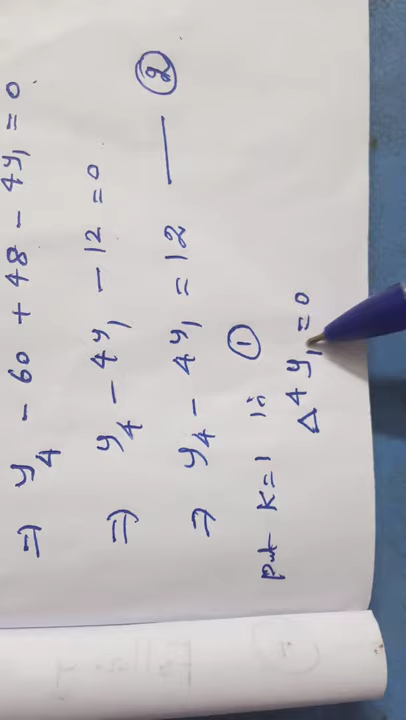 ⇒ y₄ - 60 + 48 - 4y₁ = 0
⇒ y₄ - 4y₁ - 12 = 0
⇒ y₄ - 4y₁ = 12 — ②
put K=1 in ①
Δ⁴y₁ = 0